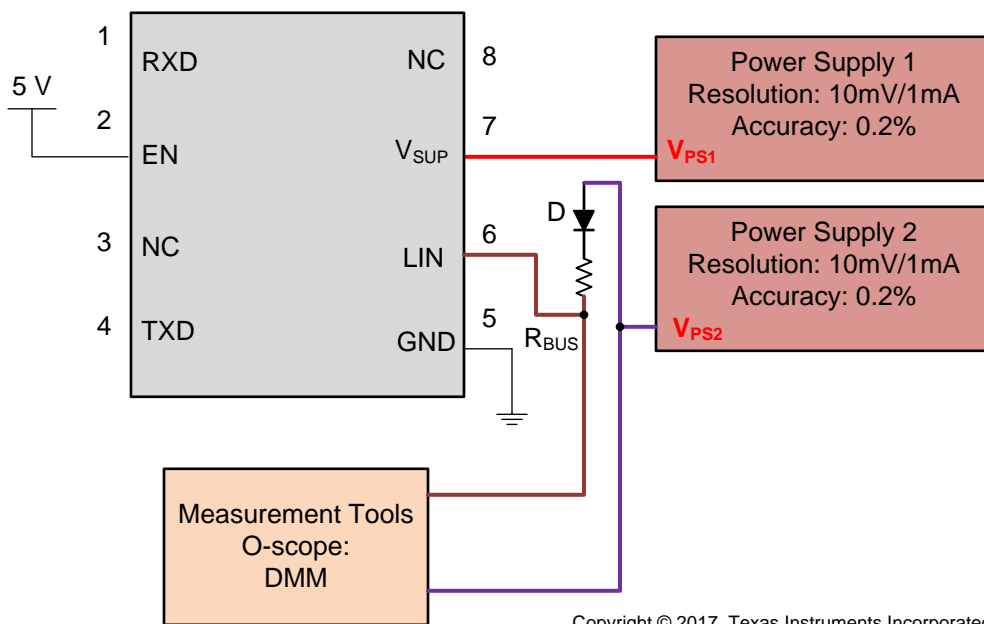 1
RXD
NC
8
5 V
2
EN
7
V_SUP
Power Supply 1
Resolution: 10mV/1mA
Accuracy: 0.2%
V_PS1
D
3
NC
6
LIN
Power Supply 2
Resolution: 10mV/1mA
Accuracy: 0.2%
V_PS2
4
TXD
5
GND
R_BUS
Measurement Tools
O-scope:
DMM
Copyright © 2017, Texas Instruments Incorporated